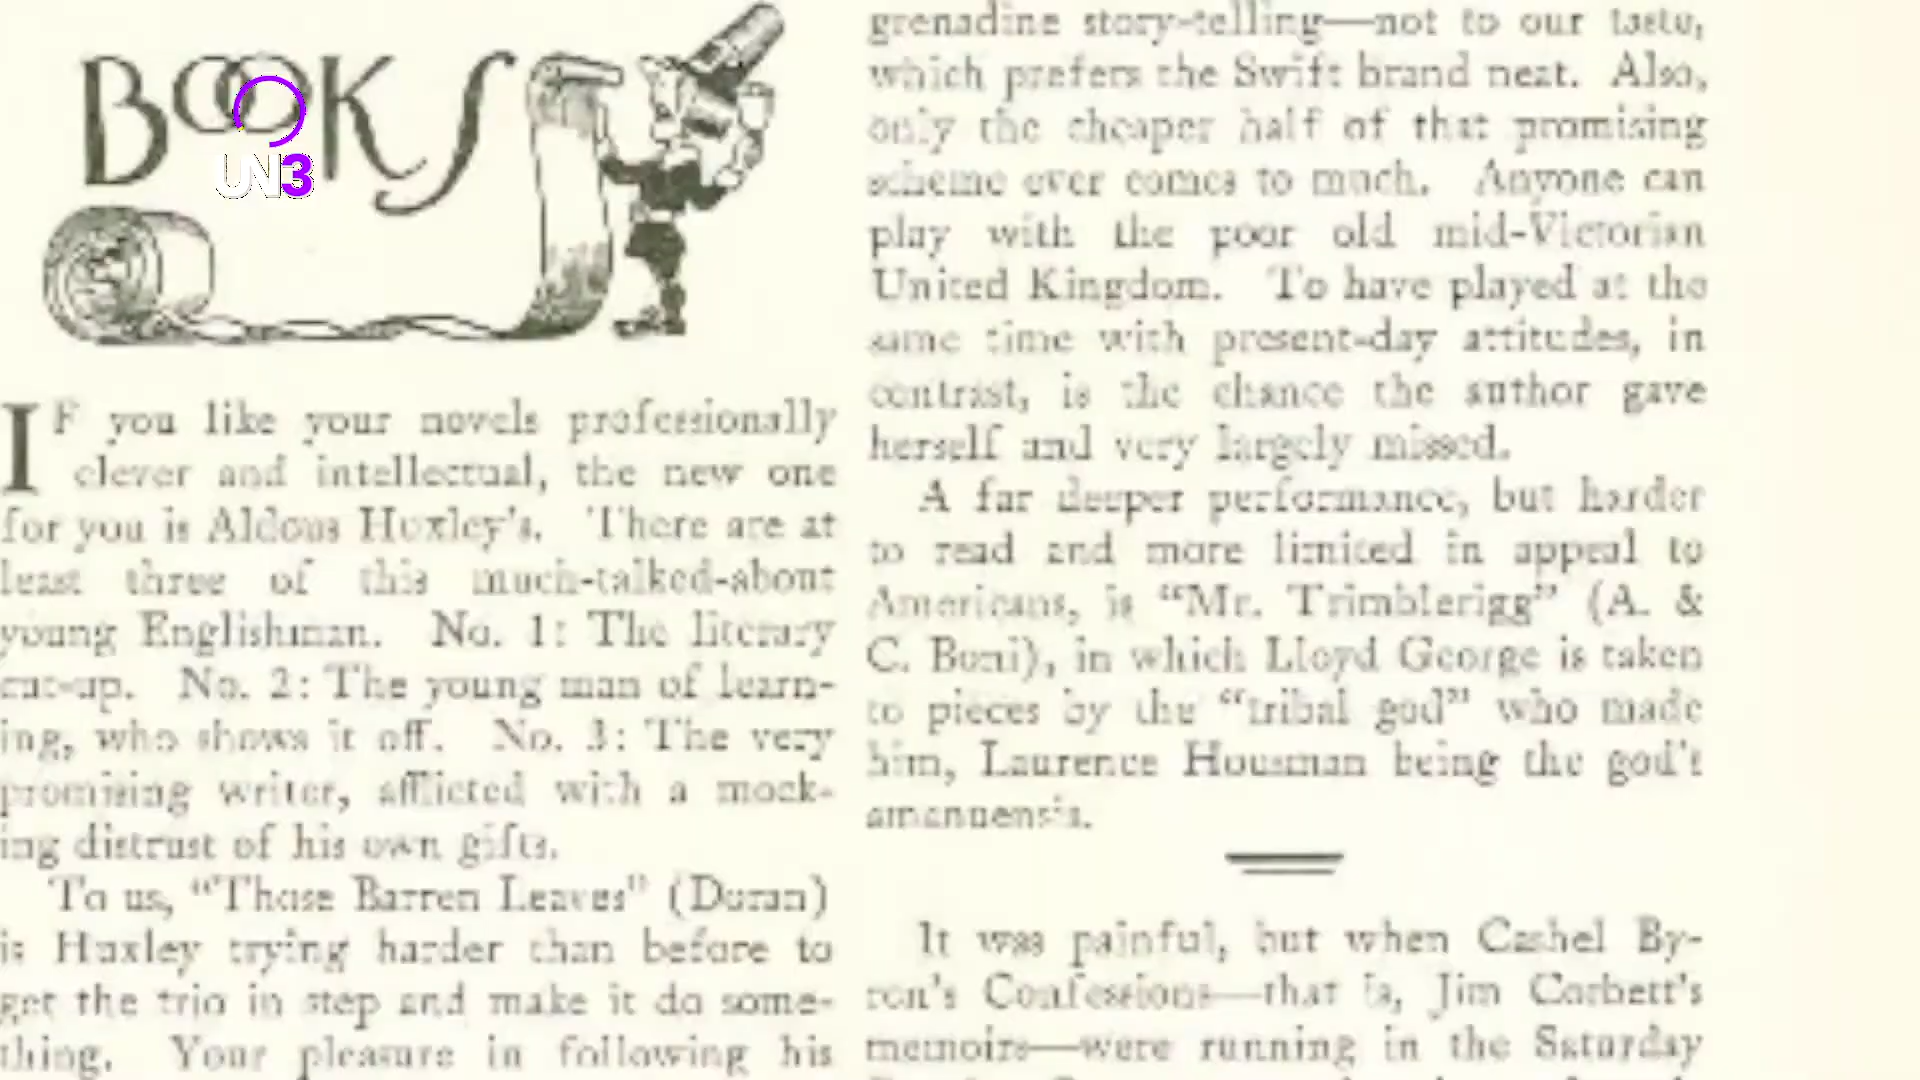 BOOKS
UN3
IF you like your novels professionally
clever and intellectual, the new one
for you is Aldous Huxley's. There are at
least three of this much-talked-about
young Englishman. No. 1: The literary
cut-up. No. 2: The young man of learn-
ing, who shows it off. No. 3: The very
promising writer, afflicted with a mock-
ing distrust of his own gifts.
To us, “Those Barren Leaves” (Doran)
is Huxley trying harder than before to
get the trio in step and make it do some-
thing. Your pleasure in following his
grenadine story-telling—not to our taste,
which prefers the Swift brand neat. Also,
only the cheaper half of that promising
scheme ever comes to much. Anyone can
play with the poor old mid-Victorian
United Kingdom. To have played at the
same time with present-day attitudes, in
contrast, is the chance the author gave
herself and very largely missed.
A far deeper performance, but harder
to read and more limited in appeal to
Americans, is “Mr. Trimblerigg” (A. &
C. Boni), in which Lloyd George is taken
to pieces by the “tribal god” who made
him, Laurence Housman being the god's
amanuensis.
It was painful, but when Cashel By-
ron's Confessions—that is, Jim Corbett's
memoirs—were running in the Saturday